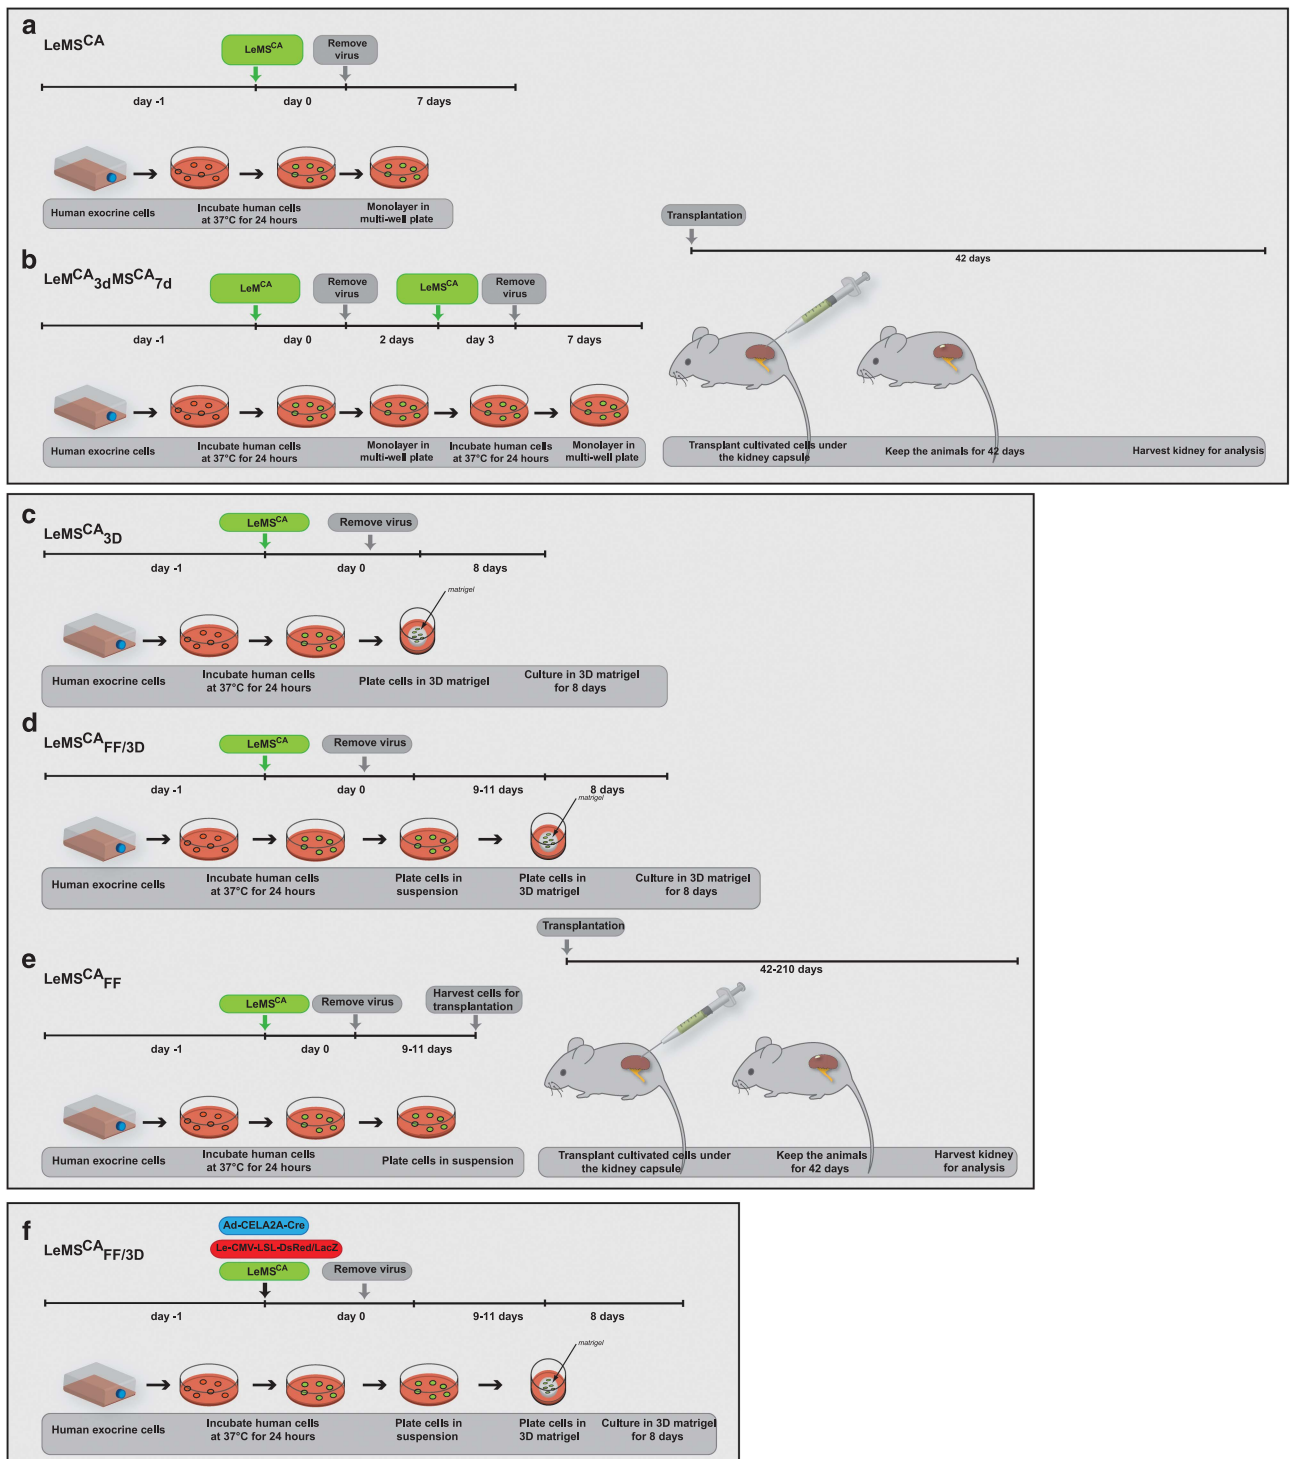 a
LeMSCA
LeMSCA
Remove
virus
day -1
day 0
7 days
Human exocrine cells
Incubate human cells
at 37°C for 24 hours
Monolayer in
multi-well plate
Transplantation
42 days
b
LeMCA3dMSCA7d
LeMCA
Remove
virus
LeMSCA
Remove
virus
day -1
day 0
2 days
day 3
7 days
Human exocrine cells
Incubate human cells
at 37°C for 24 hours
Monolayer in
multi-well plate
Incubate human cells
at 37°C for 24 hours
Monolayer in
multi-well plate
Transplant cultivated cells under
the kidney capsule
Keep the animals for 42 days
Harvest kidney for analysis
c
LeMSCA3D
LeMSCA
Remove virus
day -1
day 0
8 days
matrigel
Human exocrine cells
Incubate human cells
at 37°C for 24 hours
Plate cells in 3D matrigel
Culture in 3D matrigel
for 8 days
d
LeMSCAFF/3D
LeMSCA
Remove virus
day -1
day 0
9-11 days
8 days
matrigel
Human exocrine cells
Incubate human cells
at 37°C for 24 hours
Plate cells in
suspension
Plate cells in
3D matrigel
Culture in 3D matrigel
for 8 days
Transplantation
42-210 days
e
LeMSCAFF
LeMSCA
Remove virus
Harvest cells for
transplantation
day -1
day 0
9-11 days
Human exocrine cells
Incubate human cells
at 37°C for 24 hours
Plate cells in suspension
Transplant cultivated cells under
the kidney capsule
Keep the animals
for 42 days
Harvest kidney
for analysis
f
LeMSCAFF/3D
Ad-CELA2A-Cre
Le-CMV-LSL-DsRed/LacZ
LeMSCA
Remove virus
day -1
day 0
9-11 days
8 days
matrigel
Human exocrine cells
Incubate human cells
at 37°C for 24 hours
Plate cells in
suspension
Plate cells in
3D matrigel
Culture in 3D matrigel
for 8 days